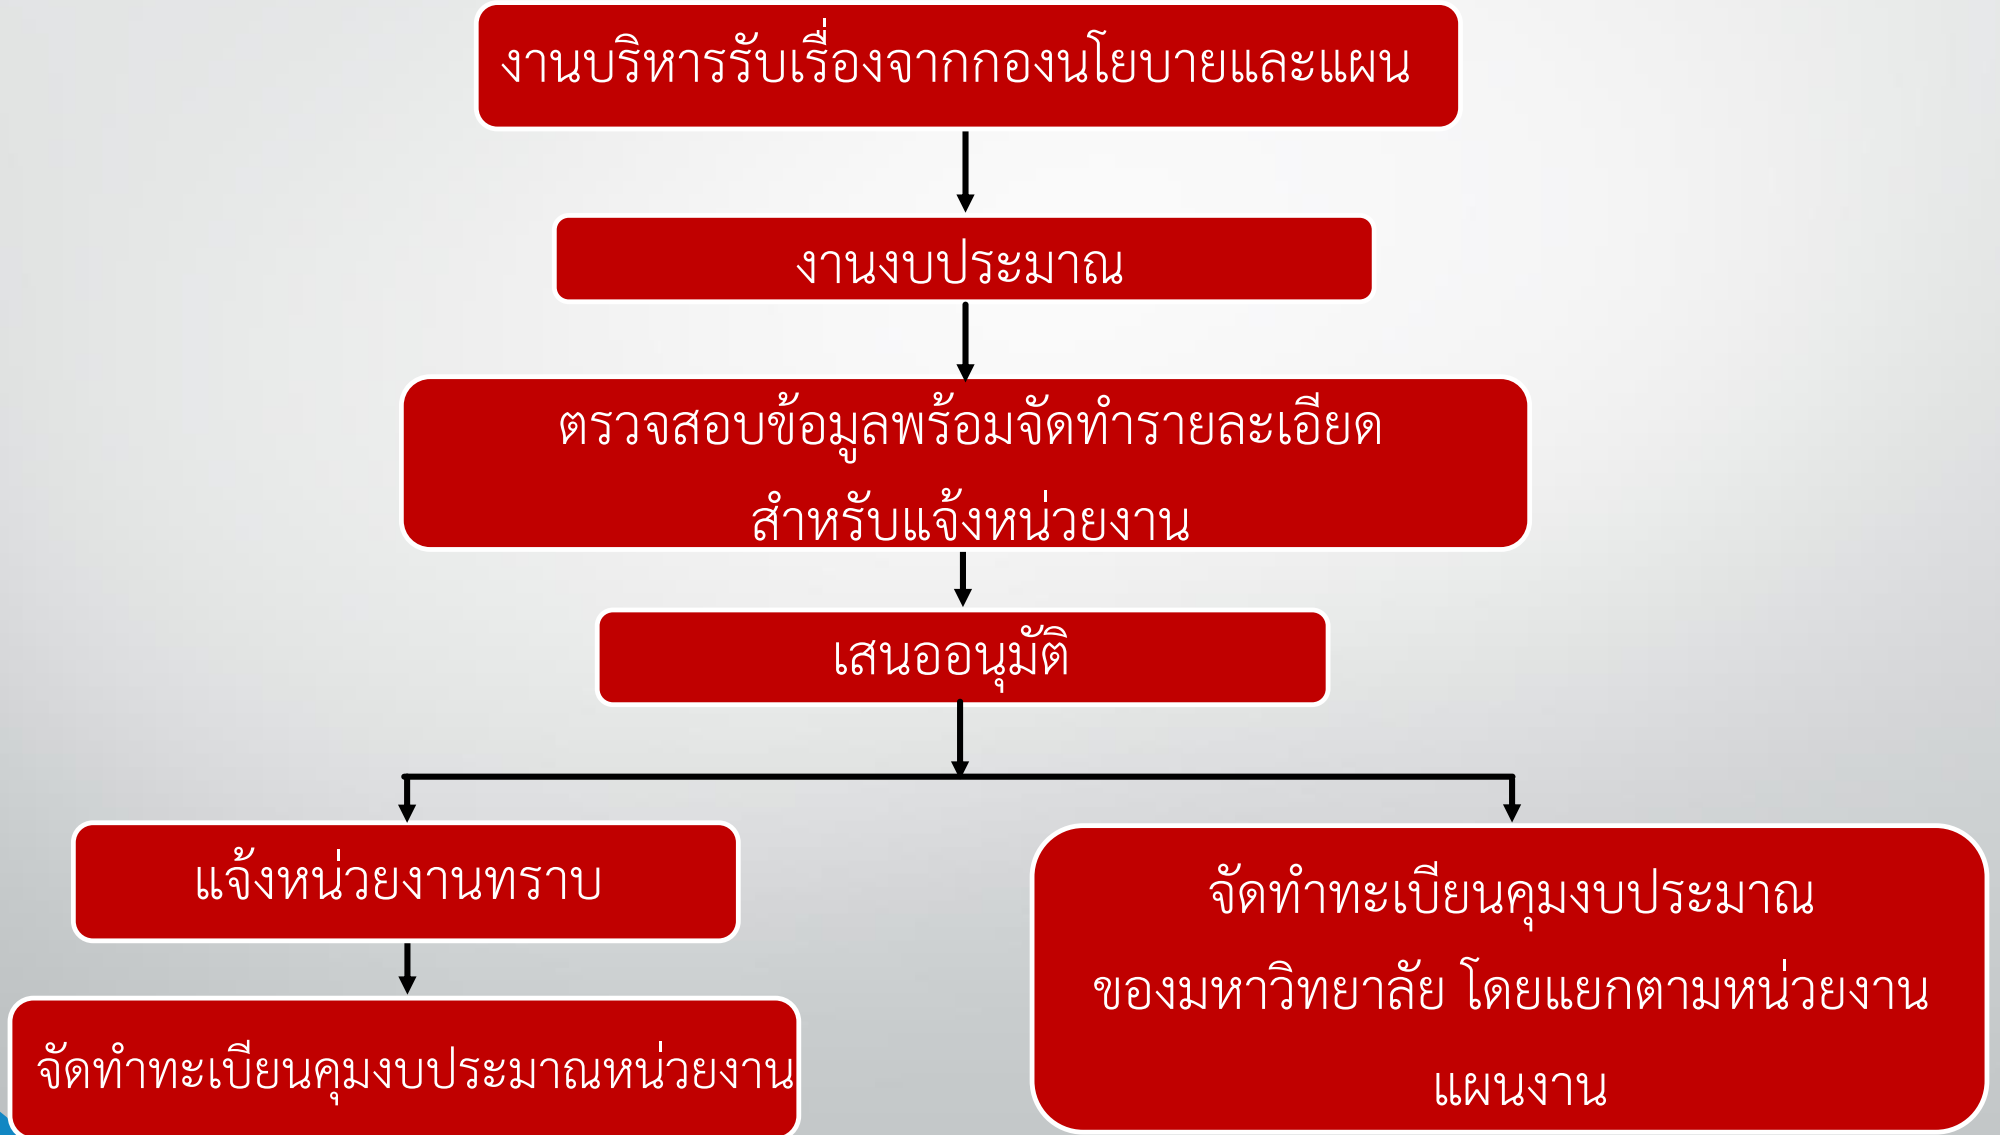 งานบริหารรับเรื่องจากกองนโยบายและแผน
งานงบประมาณ
ตรวจสอบข้อมูลพร้อมจัดทำรายละเอียด
สำหรับแจ้งหน่วยงาน
เสนออนุมัติ
แจ้งหน่วยงานทราบ
จัดทำทะเบียนคุมงบประมาณหน่วยงาน
จัดทำทะเบียนคุมงบประมาณ
ของมหาวิทยาลัย โดยแยกตามหน่วยงาน
แผนงาน